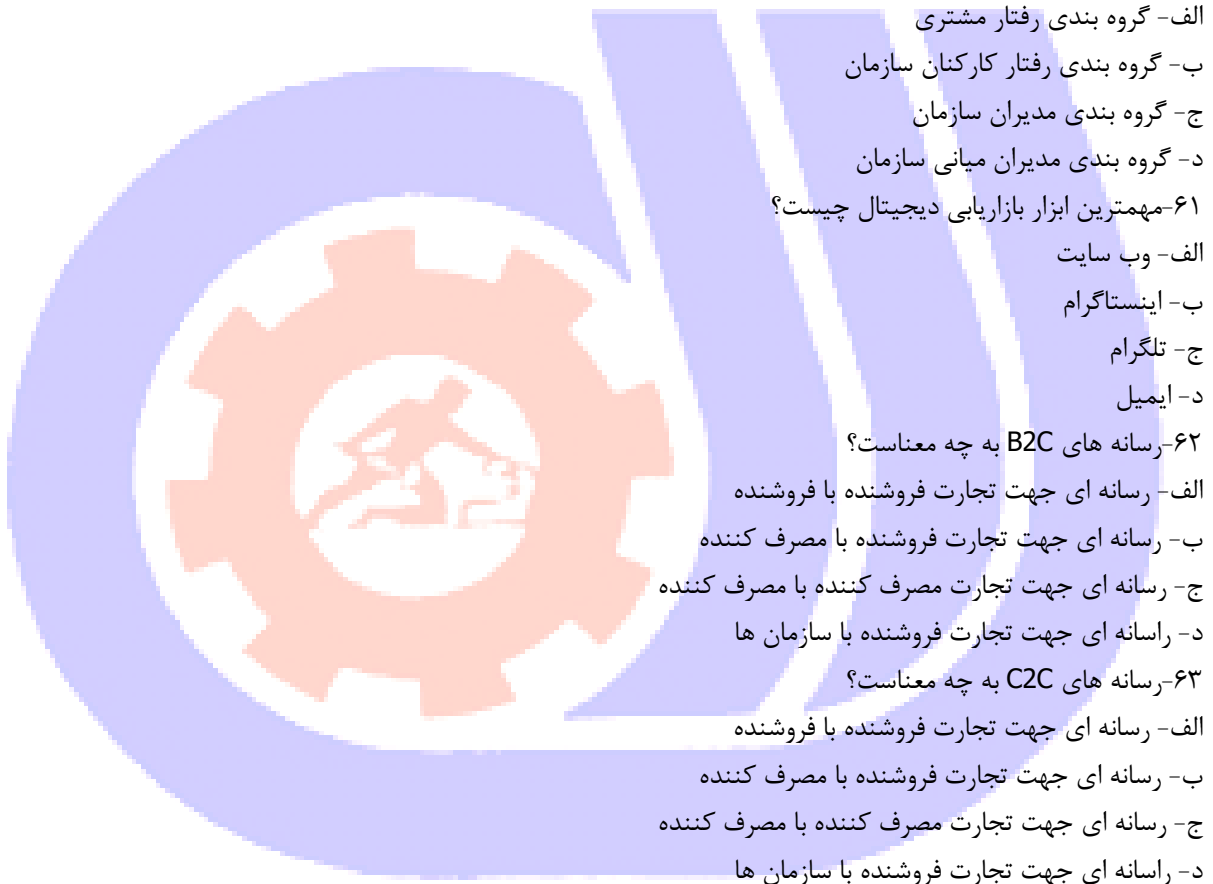 الف- گروه بندی رفتار مشتری
ب- گروه بندی رفتار کارکنان سازمان
ج- گروه بندی مدیران سازمان
د- گروه بندی مدیران میانی سازمان
۶۱-مهمترین ابزار بازاریابی دیجیتال چیست؟
الف- وب سایت
ب- اینستاگرام
ج- تلگرام
د- ایمیل
۶۲-رسانه های B2C به چه معناست؟
الف- رسانه ای جهت تجارت فروشنده با فروشنده
ب- رسانه ای جهت تجارت فروشنده با مصرف کننده
ج- رسانه ای جهت تجارت مصرف کننده با مصرف کننده
د- راسانه ای جهت تجارت فروشنده با سازمان ها
۶۳-رسانه های C2C به چه معناست؟
الف- رسانه ای جهت تجارت فروشنده با فروشنده
ب- رسانه ای جهت تجارت فروشنده با مصرف کننده
ج- رسانه ای جهت تجارت مصرف کننده با مصرف کننده
د- راسانه ای جهت تجارت فروشنده با سازمان ها